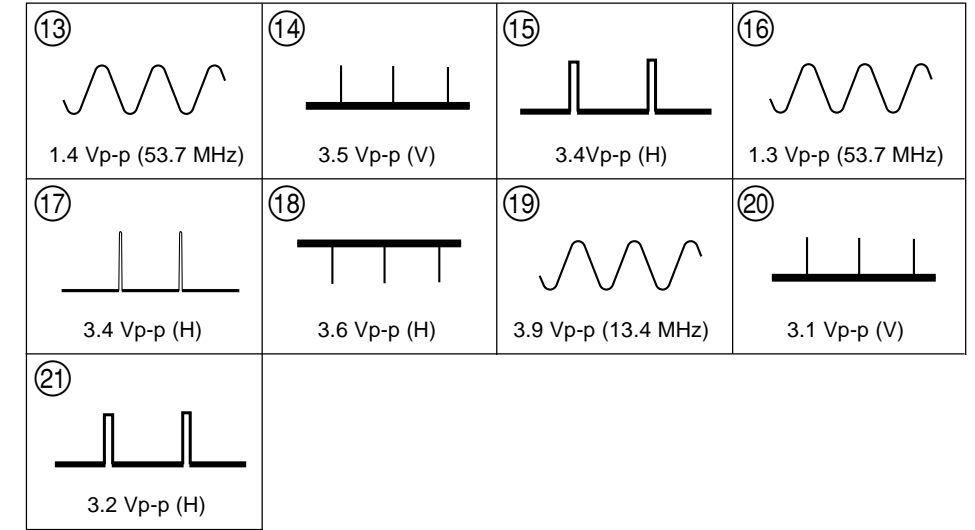 ⑬ ⑭ ⑮ ⑯
1.4 Vp-p (53.7 MHz) 3.5 Vp-p (V) 3.4Vp-p (H) 1.3 Vp-p (53.7 MHz)
⑰ ⑱ ⑲ ⑳
3.4 Vp-p (H) 3.6 Vp-p (H) 3.9 Vp-p (13.4 MHz) 3.1 Vp-p (V)
㉑
3.2 Vp-p (H)